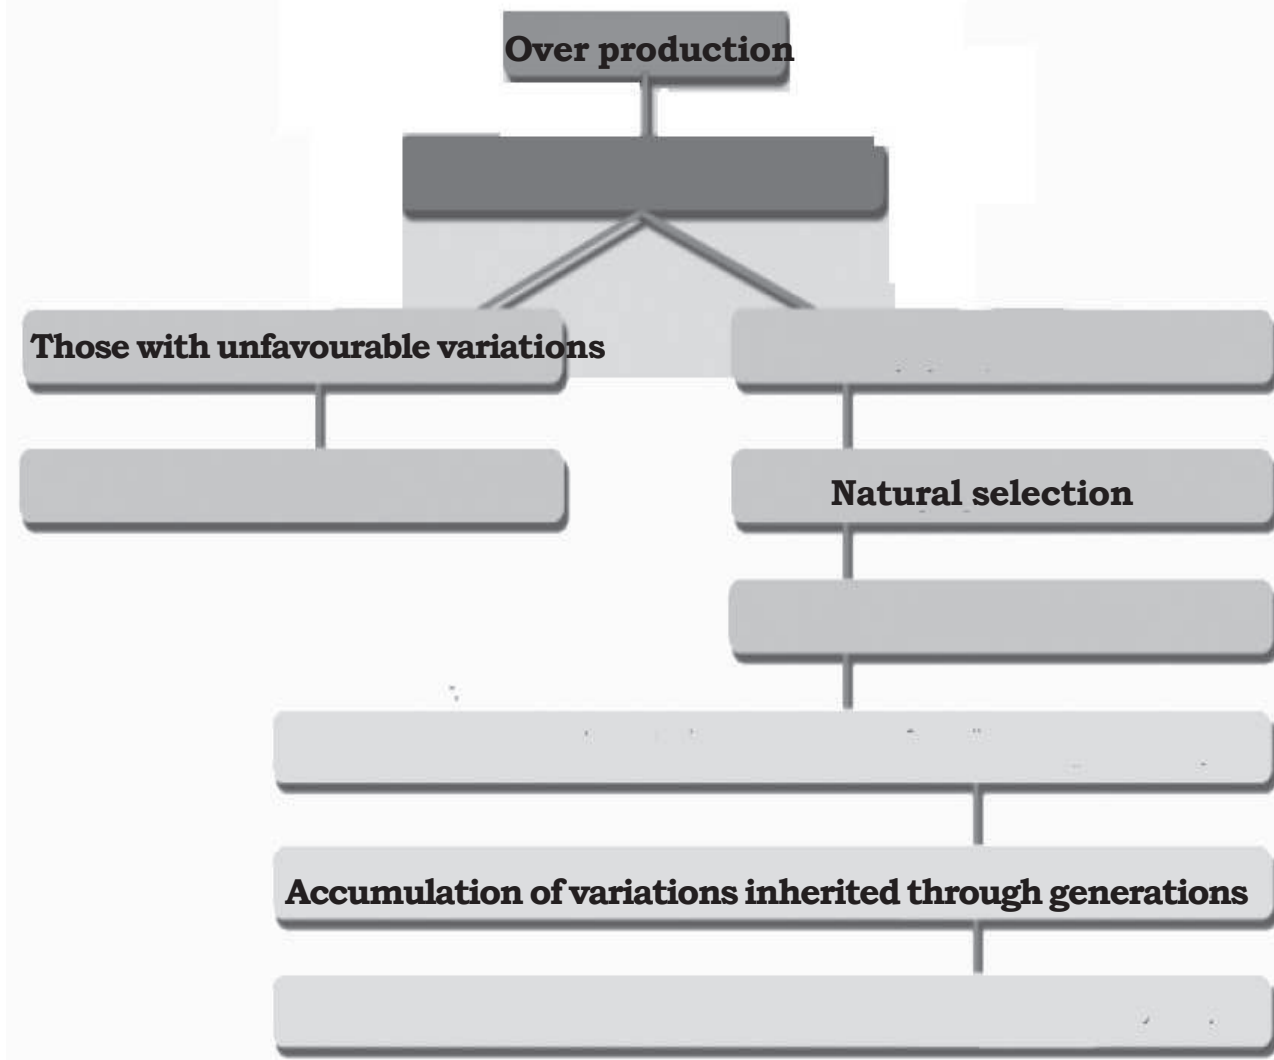 Over production
Those with unfavourable variations
Natural selection
Accumulation of variations inherited through generations